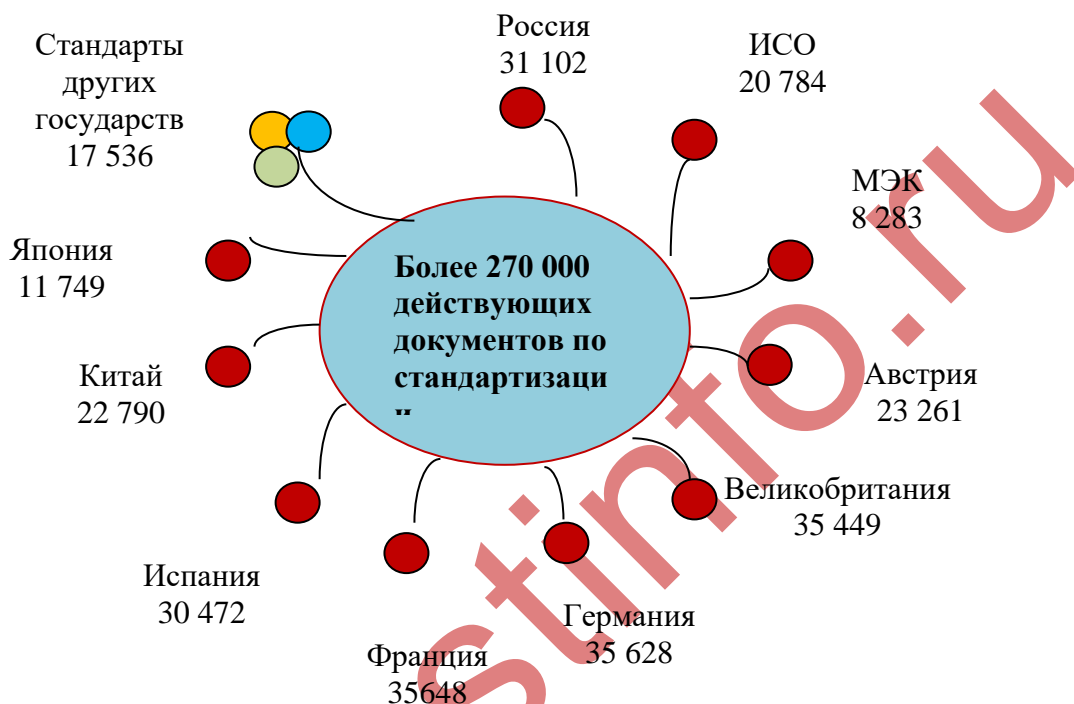 Стандарты
других
государств
17 536
Россия
31 102
ИСО
20 784
МЭК
8 283
Австрия
23 261
Великобритания
35 449
Германия
35 628
Франция
35648
Испания
30 472
Китай
22 790
Япония
11 749
Более 270 000
действующих
документов по
стандартизаци
и
stinfo.ru